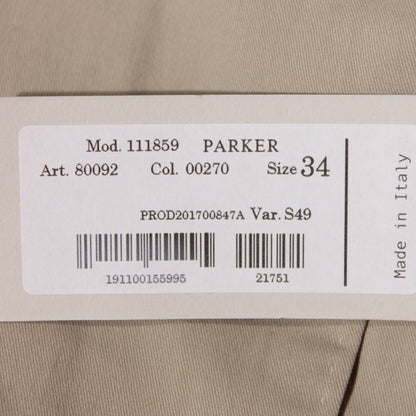 Mod. 111859 PARKER
Art. 80092 Col. 00270 Size 34
PROD201700847A Var. S49
191100155995 21751
Made in Italy